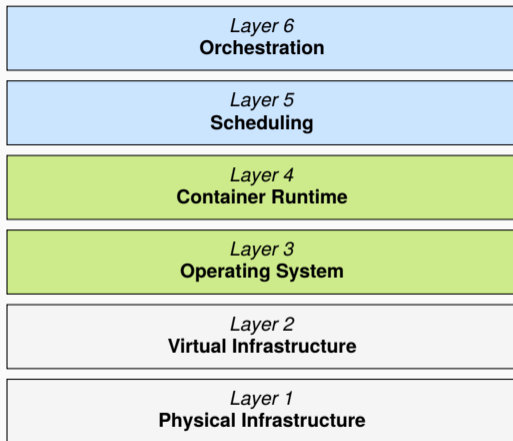 Layer 6
Orchestration
Layer 5
Scheduling
Layer 4
Container Runtime
Layer 3
Operating System
Layer 2
Virtual Infrastructure
Layer 1
Physical Infrastructure